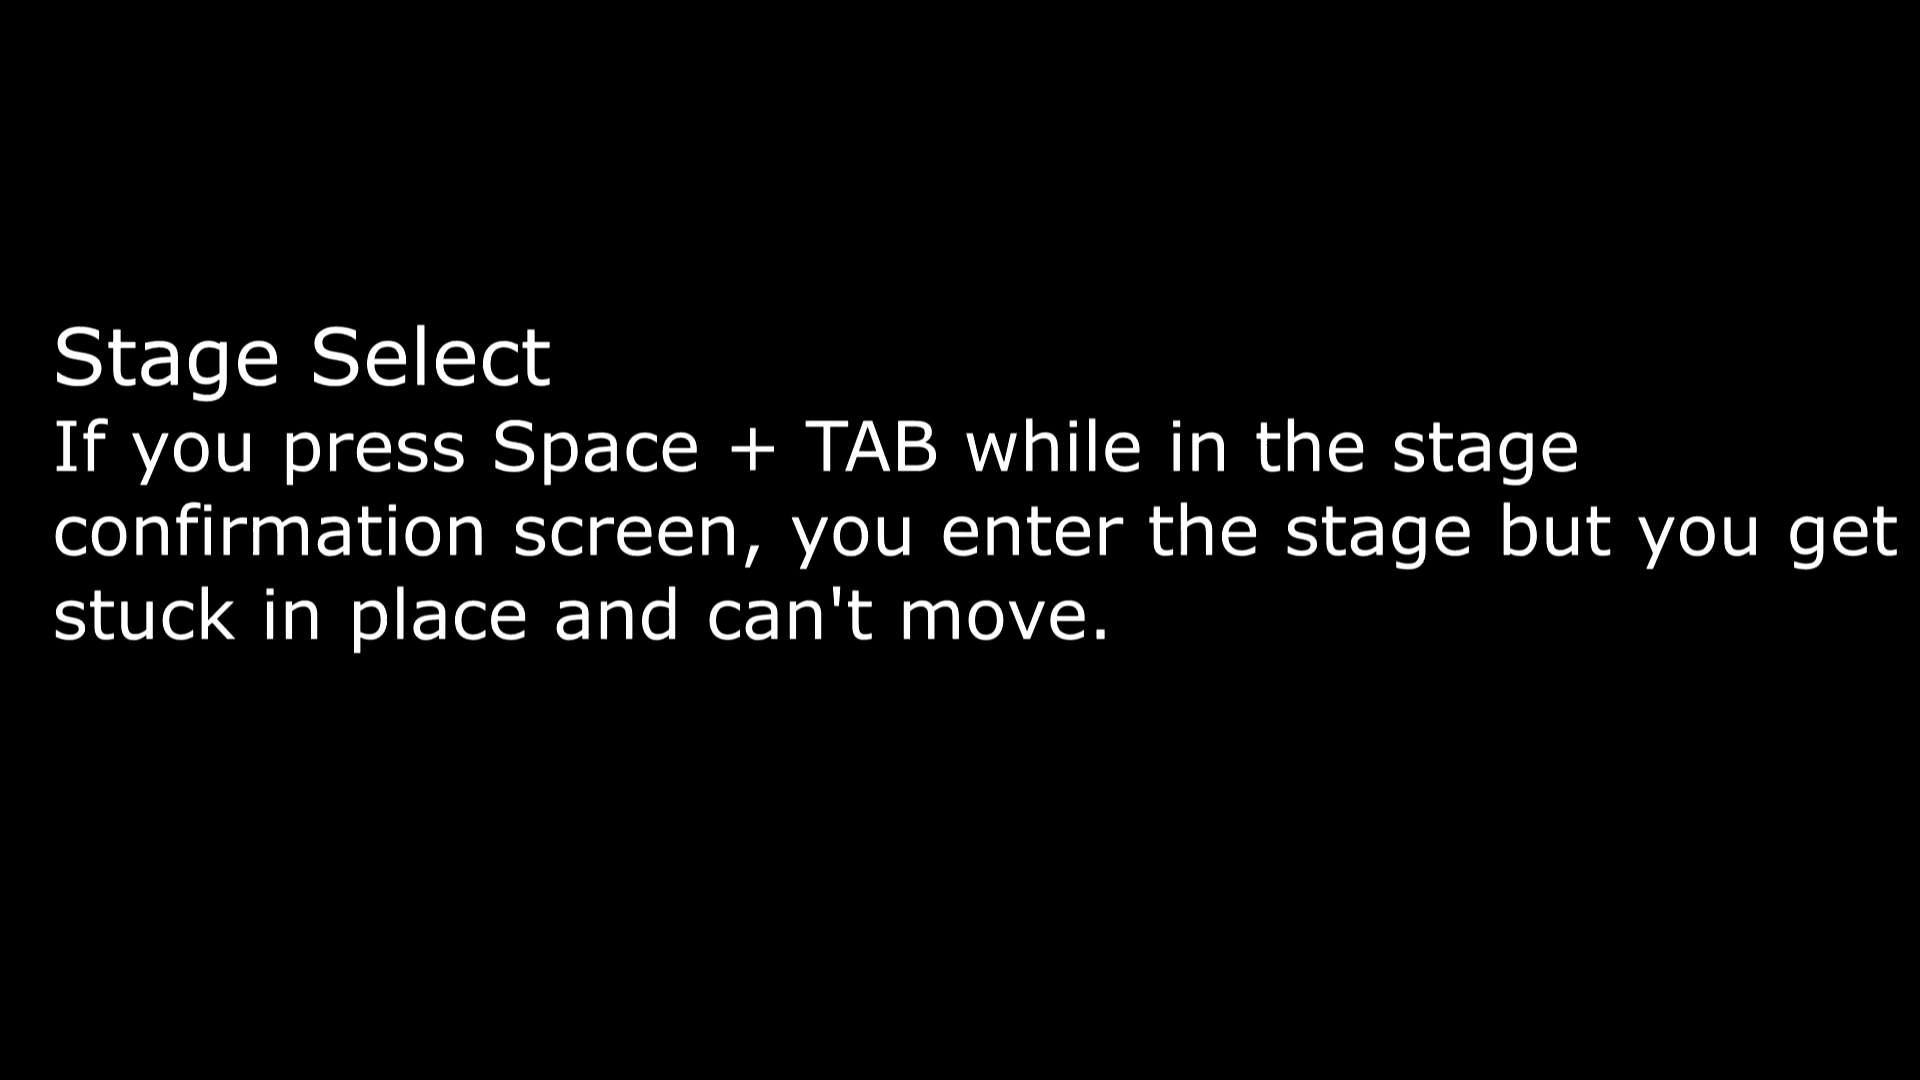 Stage Select
If you press Space + TAB while in the stage
confirmation screen, you enter the stage but you get
stuck in place and can't move.